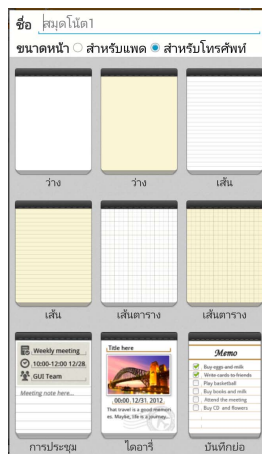 ชื่อ สมุดโน้ต1
ขนาดหน้า สำหรับแพด สำหรับโทรศัพท์
ว่าง ว่าง เส้น
เส้น เส้นตาราง เส้นตาราง
Weekly meeting
10:00-12:00 12/28
GUI Team
Meeting note here...
Title here
00:00, 12/31, 2012
That travel is a good memori
es. Maybe, life is a journey...
Memo
Buy eggs and milk
Write cards to friends
Play basketball
Buy books and milk
Attend the meeting
Buy CD and flowers
การประชุม ไดอารี่ บันทึกย่อ